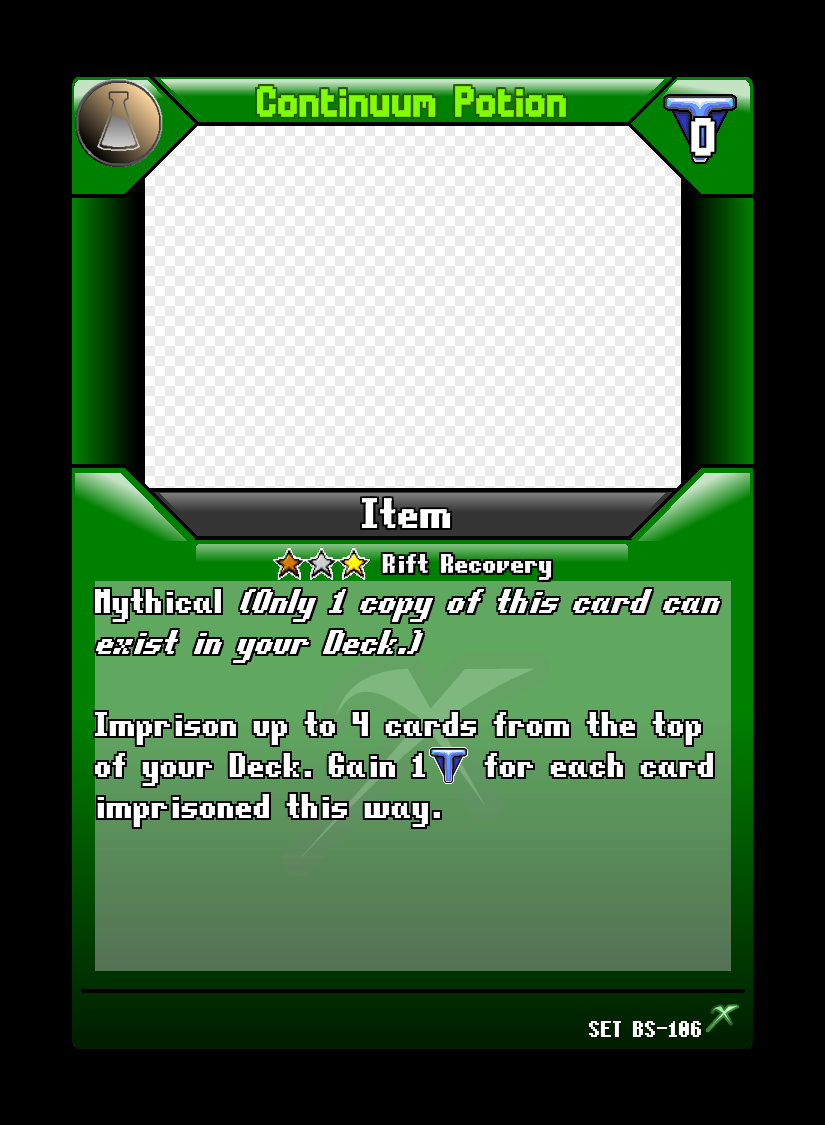 Continuum Potion
0
Item
Rift Recovery
Mythical (Only 1 copy of this card can
exist in your Deck.)
Imprison up to 4 cards from the top
of your Deck. Gain 1T for each card
imprisoned this way.
SET BS-106